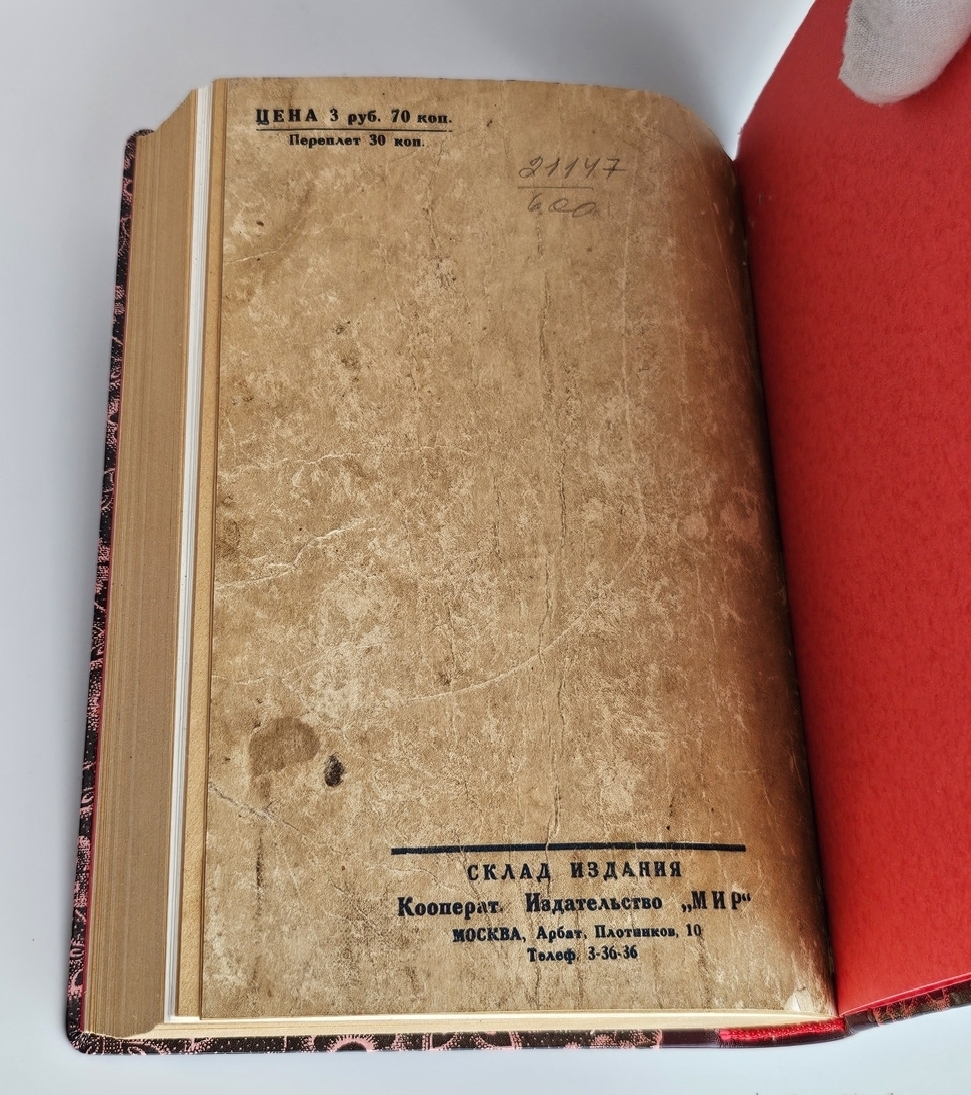 ЦЕНА 3 руб. 70 коп.
Переплет 30 коп.
21147
600
СКЛАД ИЗДАНИЯ
Кооперат. Издательство „МИР“
МОСКВА, Арбат, Плотников, 10
Телеф. 3-36-36